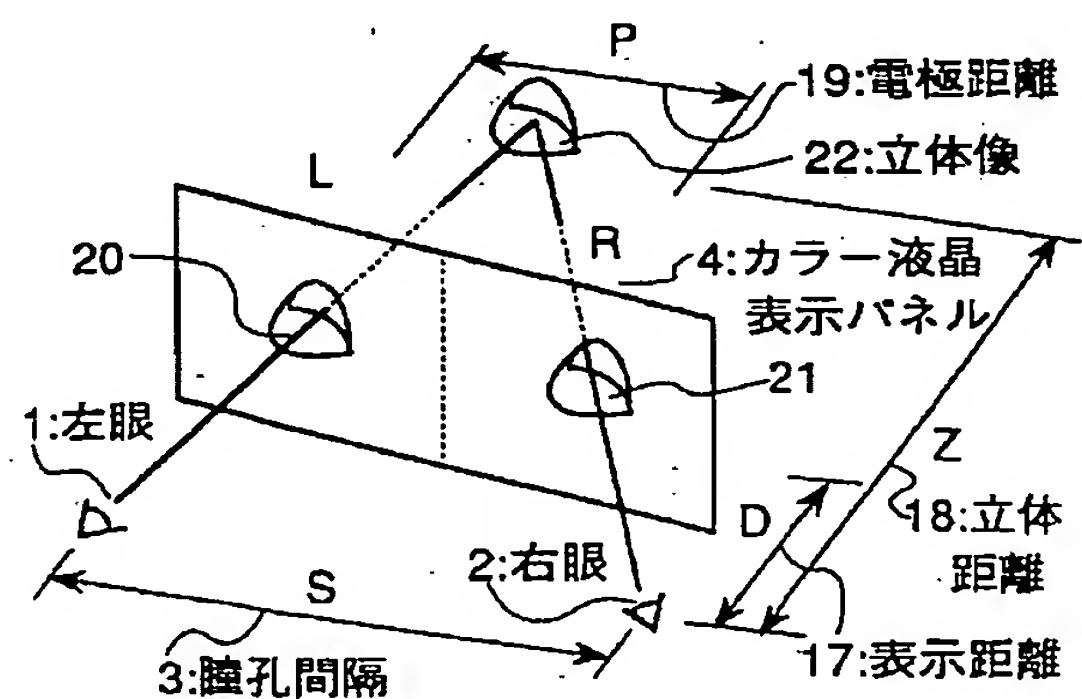 P
19:電極距離
22:立体像
L
R
20
4:カラー液晶
表示パネル
21
1:左眼
Z
D
18:立体
距離
2:右眼
S
17:表示距離
3:瞳孔間隔